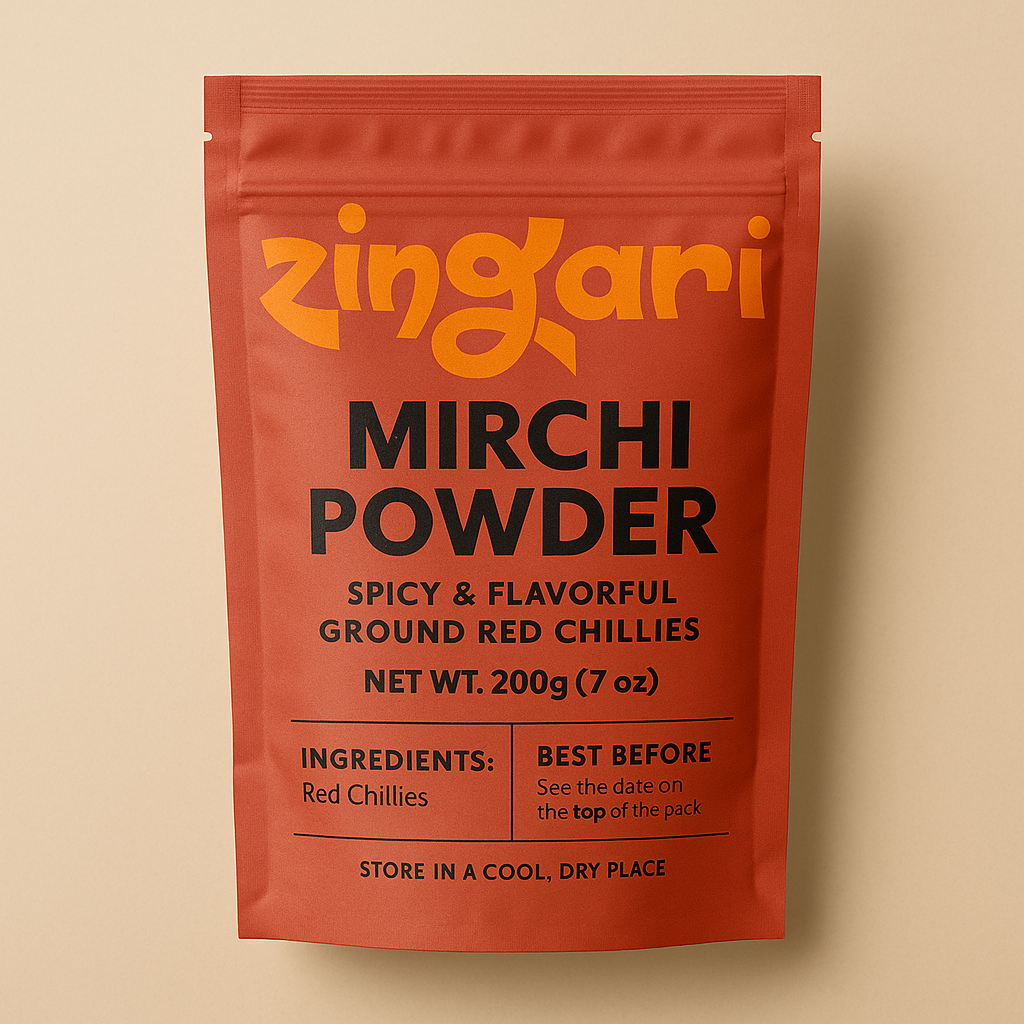 zingari
MIRCHI
POWDER
SPICY & FLAVORFUL
GROUND RED CHILLIES
NET WT. 200g (7 oz)
INGREDIENTS:
Red Chillies
BEST BEFORE
See the date on
the top of the pack
STORE IN A COOL, DRY PLACE